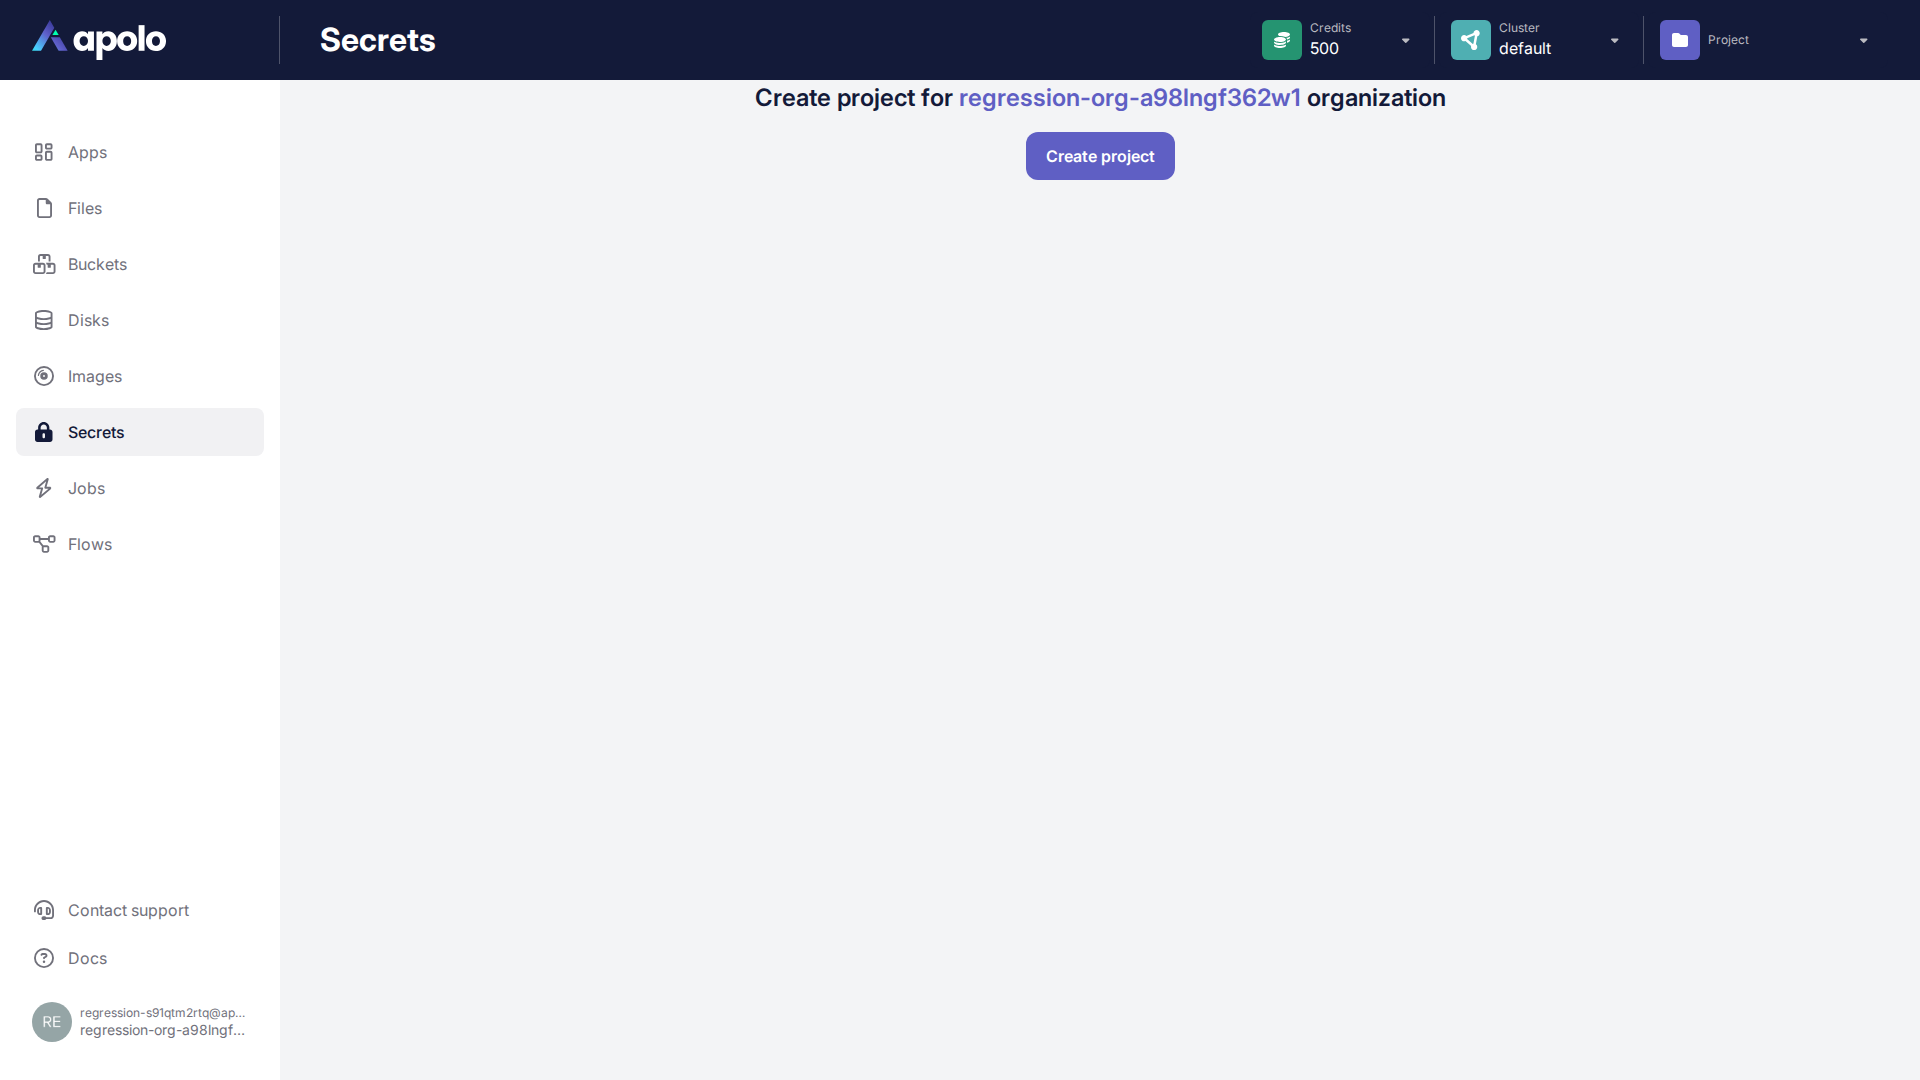 apolo
Secrets
Credits
500
Cluster
default
Project
Apps
Files
Buckets
Disks
Images
Secrets
Jobs
Flows
Contact support
Docs
RE
regression-s91qtm2rtq@ap...
regression-org-a98lngf...
Create project for regression-org-a98lngf362w1 organization
Create project